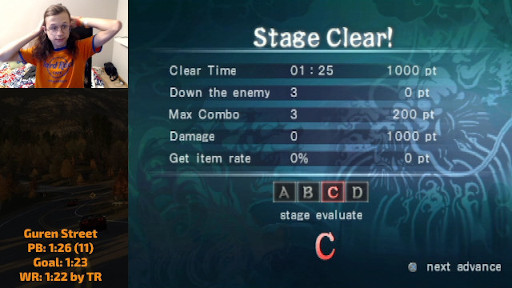 Stage Clear!
Clear Time 01:25 1000 pt
Down the enemy 3 0 pt
Max Combo 3 200 pt
Damage 0 1000 pt
Get item rate 0% 0 pt
A B C D
stage evaluate
C
next advance
Guren Street
PB: 1:26 (11)
Goal: 1:23
WR: 1:22 by TR